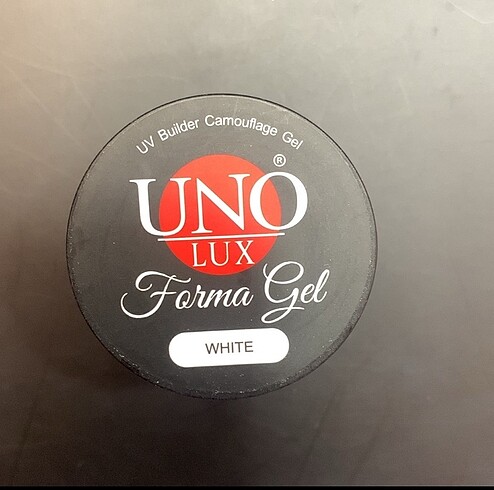 UV Builder Camouflage Gel
UNO®
LUX
Forma Gel
WHITE